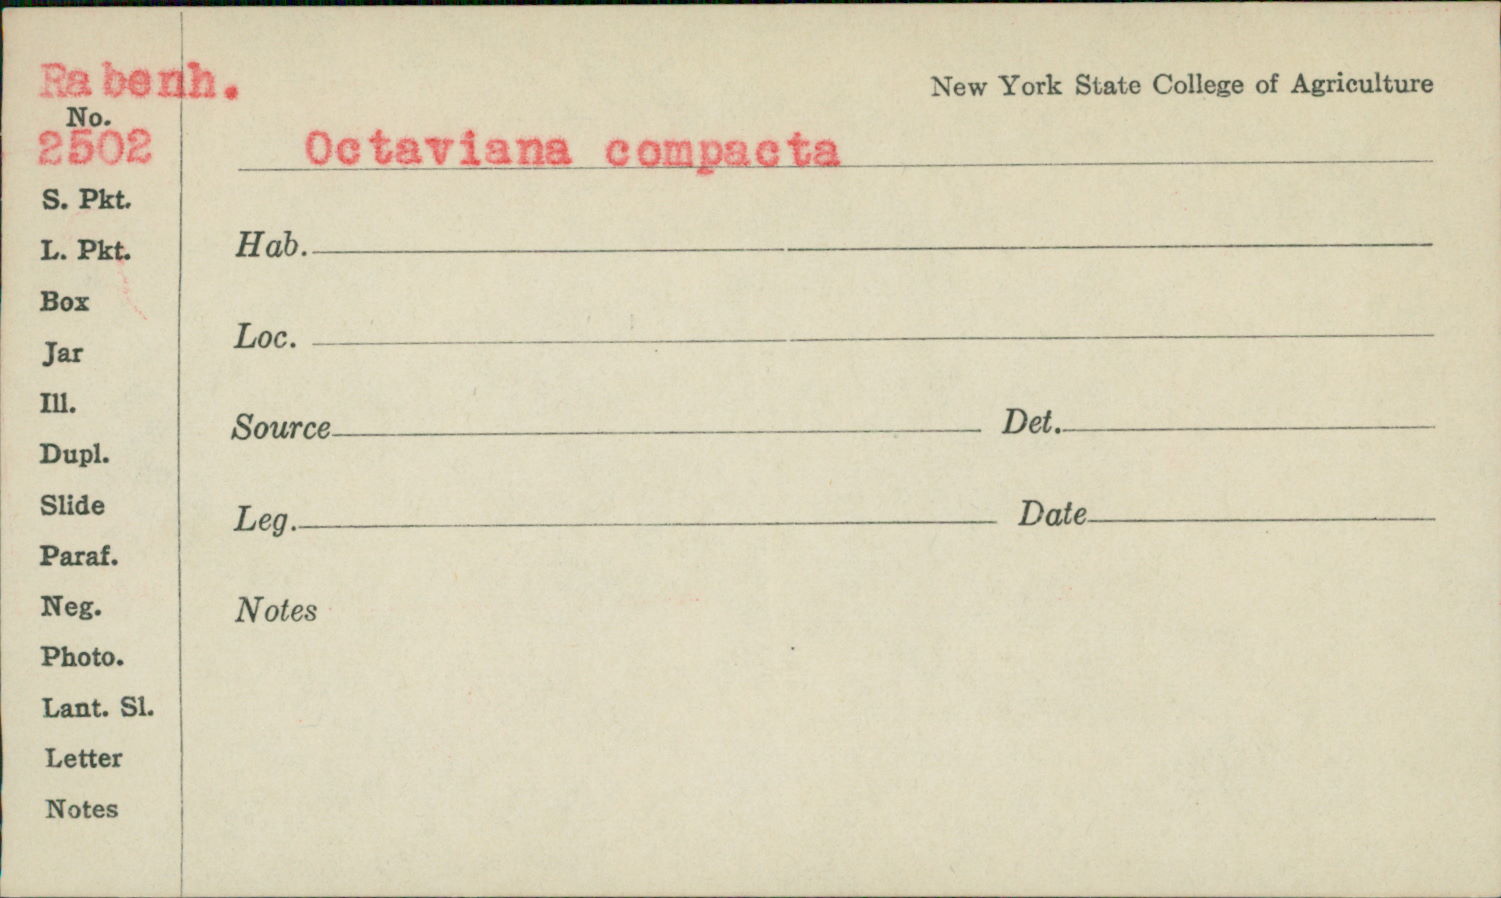 Rabenh.
New York State College of Agriculture
No.
2502
Octaviana compacta
S. Pkt.
L. Pkt.
Hab.
Box
Loc.
Jar
Ill.
Source Det.
Dupl.
Slide
Leg. Date
Paraf.
Neg.
Notes
Photo.
Lant. Sl.
Letter
Notes